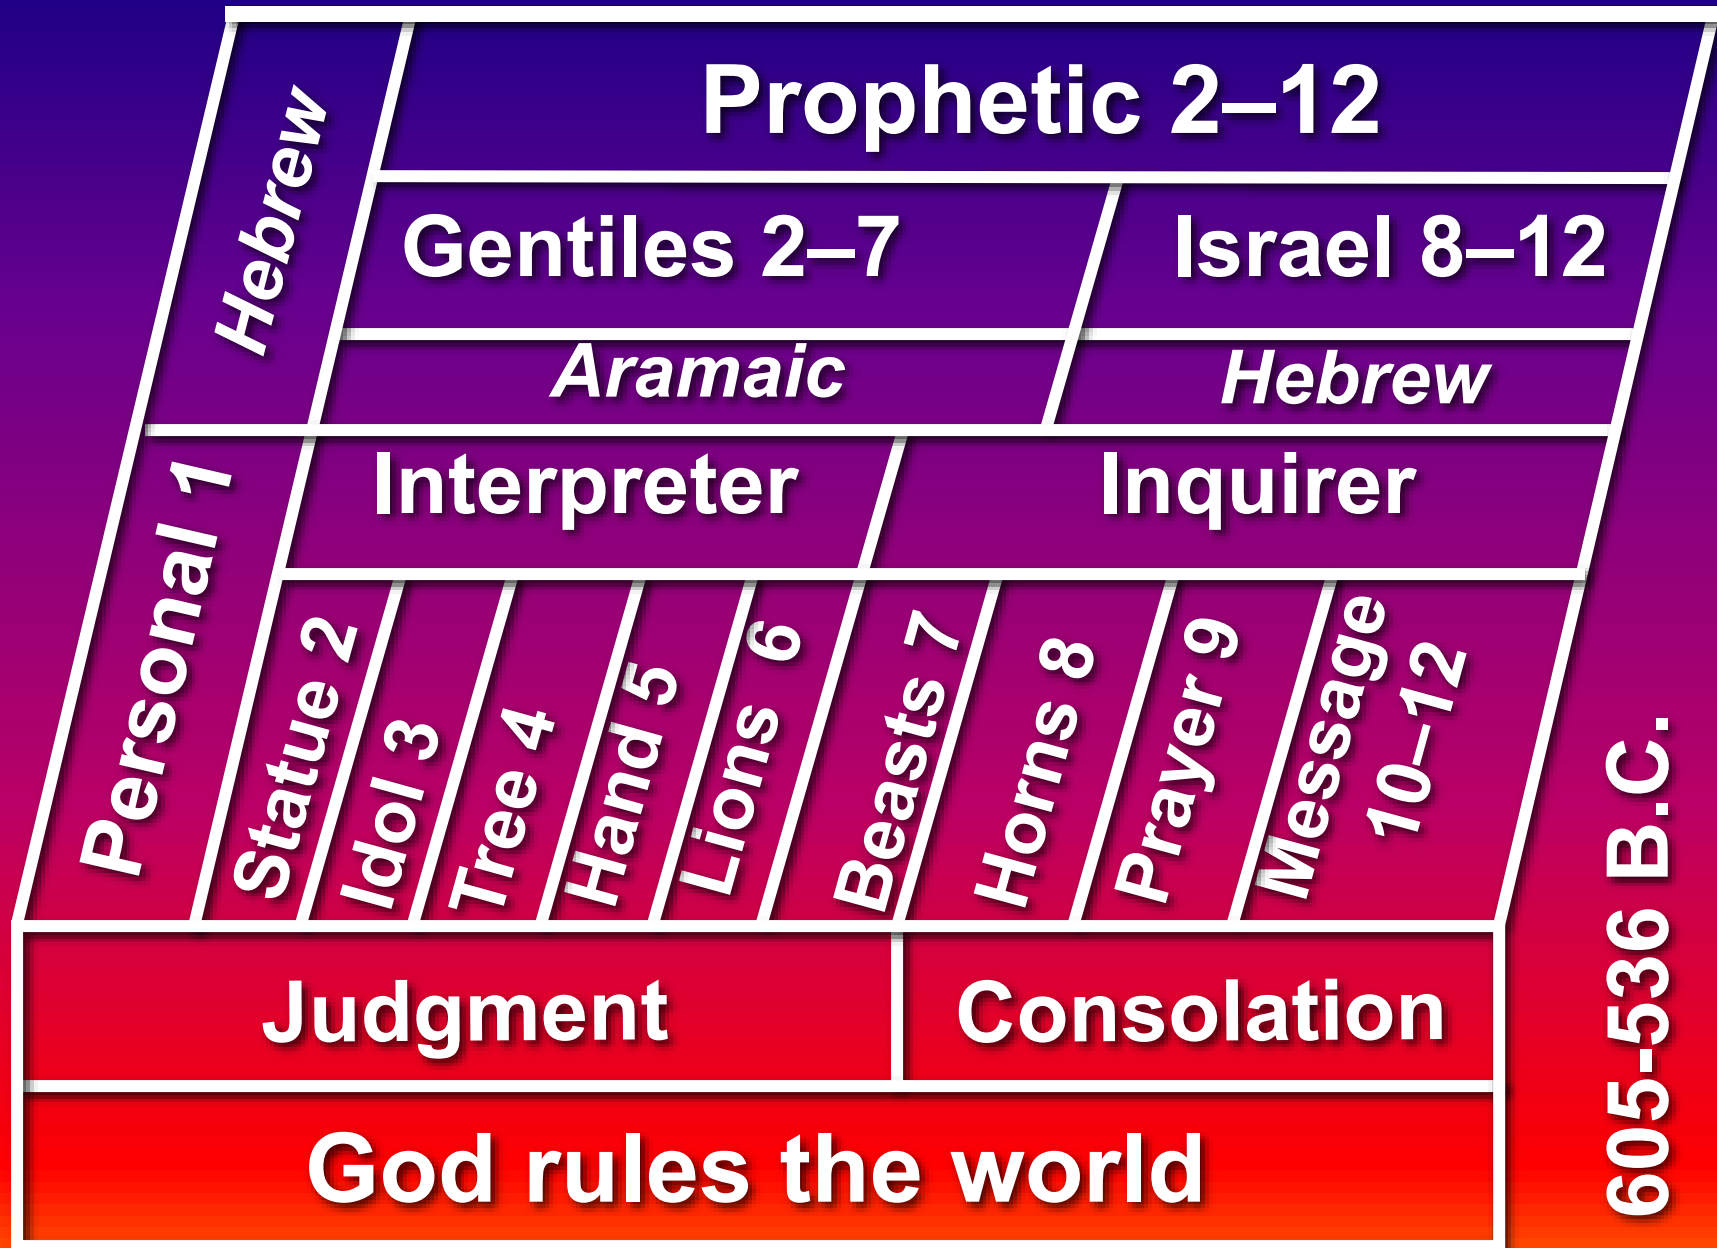 Hebrew
Prophetic 2–12
Gentiles 2–7
Israel 8–12
Aramaic
Hebrew
Personal 1
Interpreter
Inquirer
Statue 2
Idol 3
Tree 4
Hand 5
Lions 6
Beasts 7
Horns 8
Prayer 9
Message
10–12
Judgment
Consolation
God rules the world
605-536 B.C.